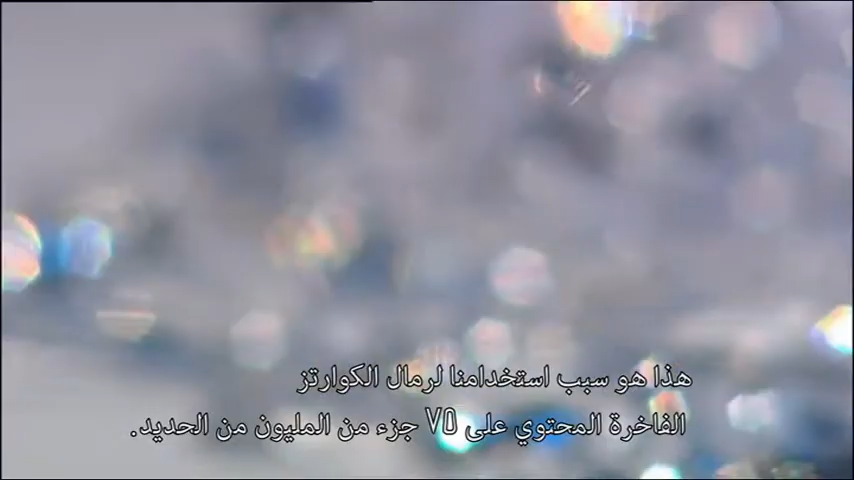 هذا هو سبب استخدامنا لرمال الكوارتز
الفاخرة المحتوي على ٧٥ جزء من المليون من الحديد.